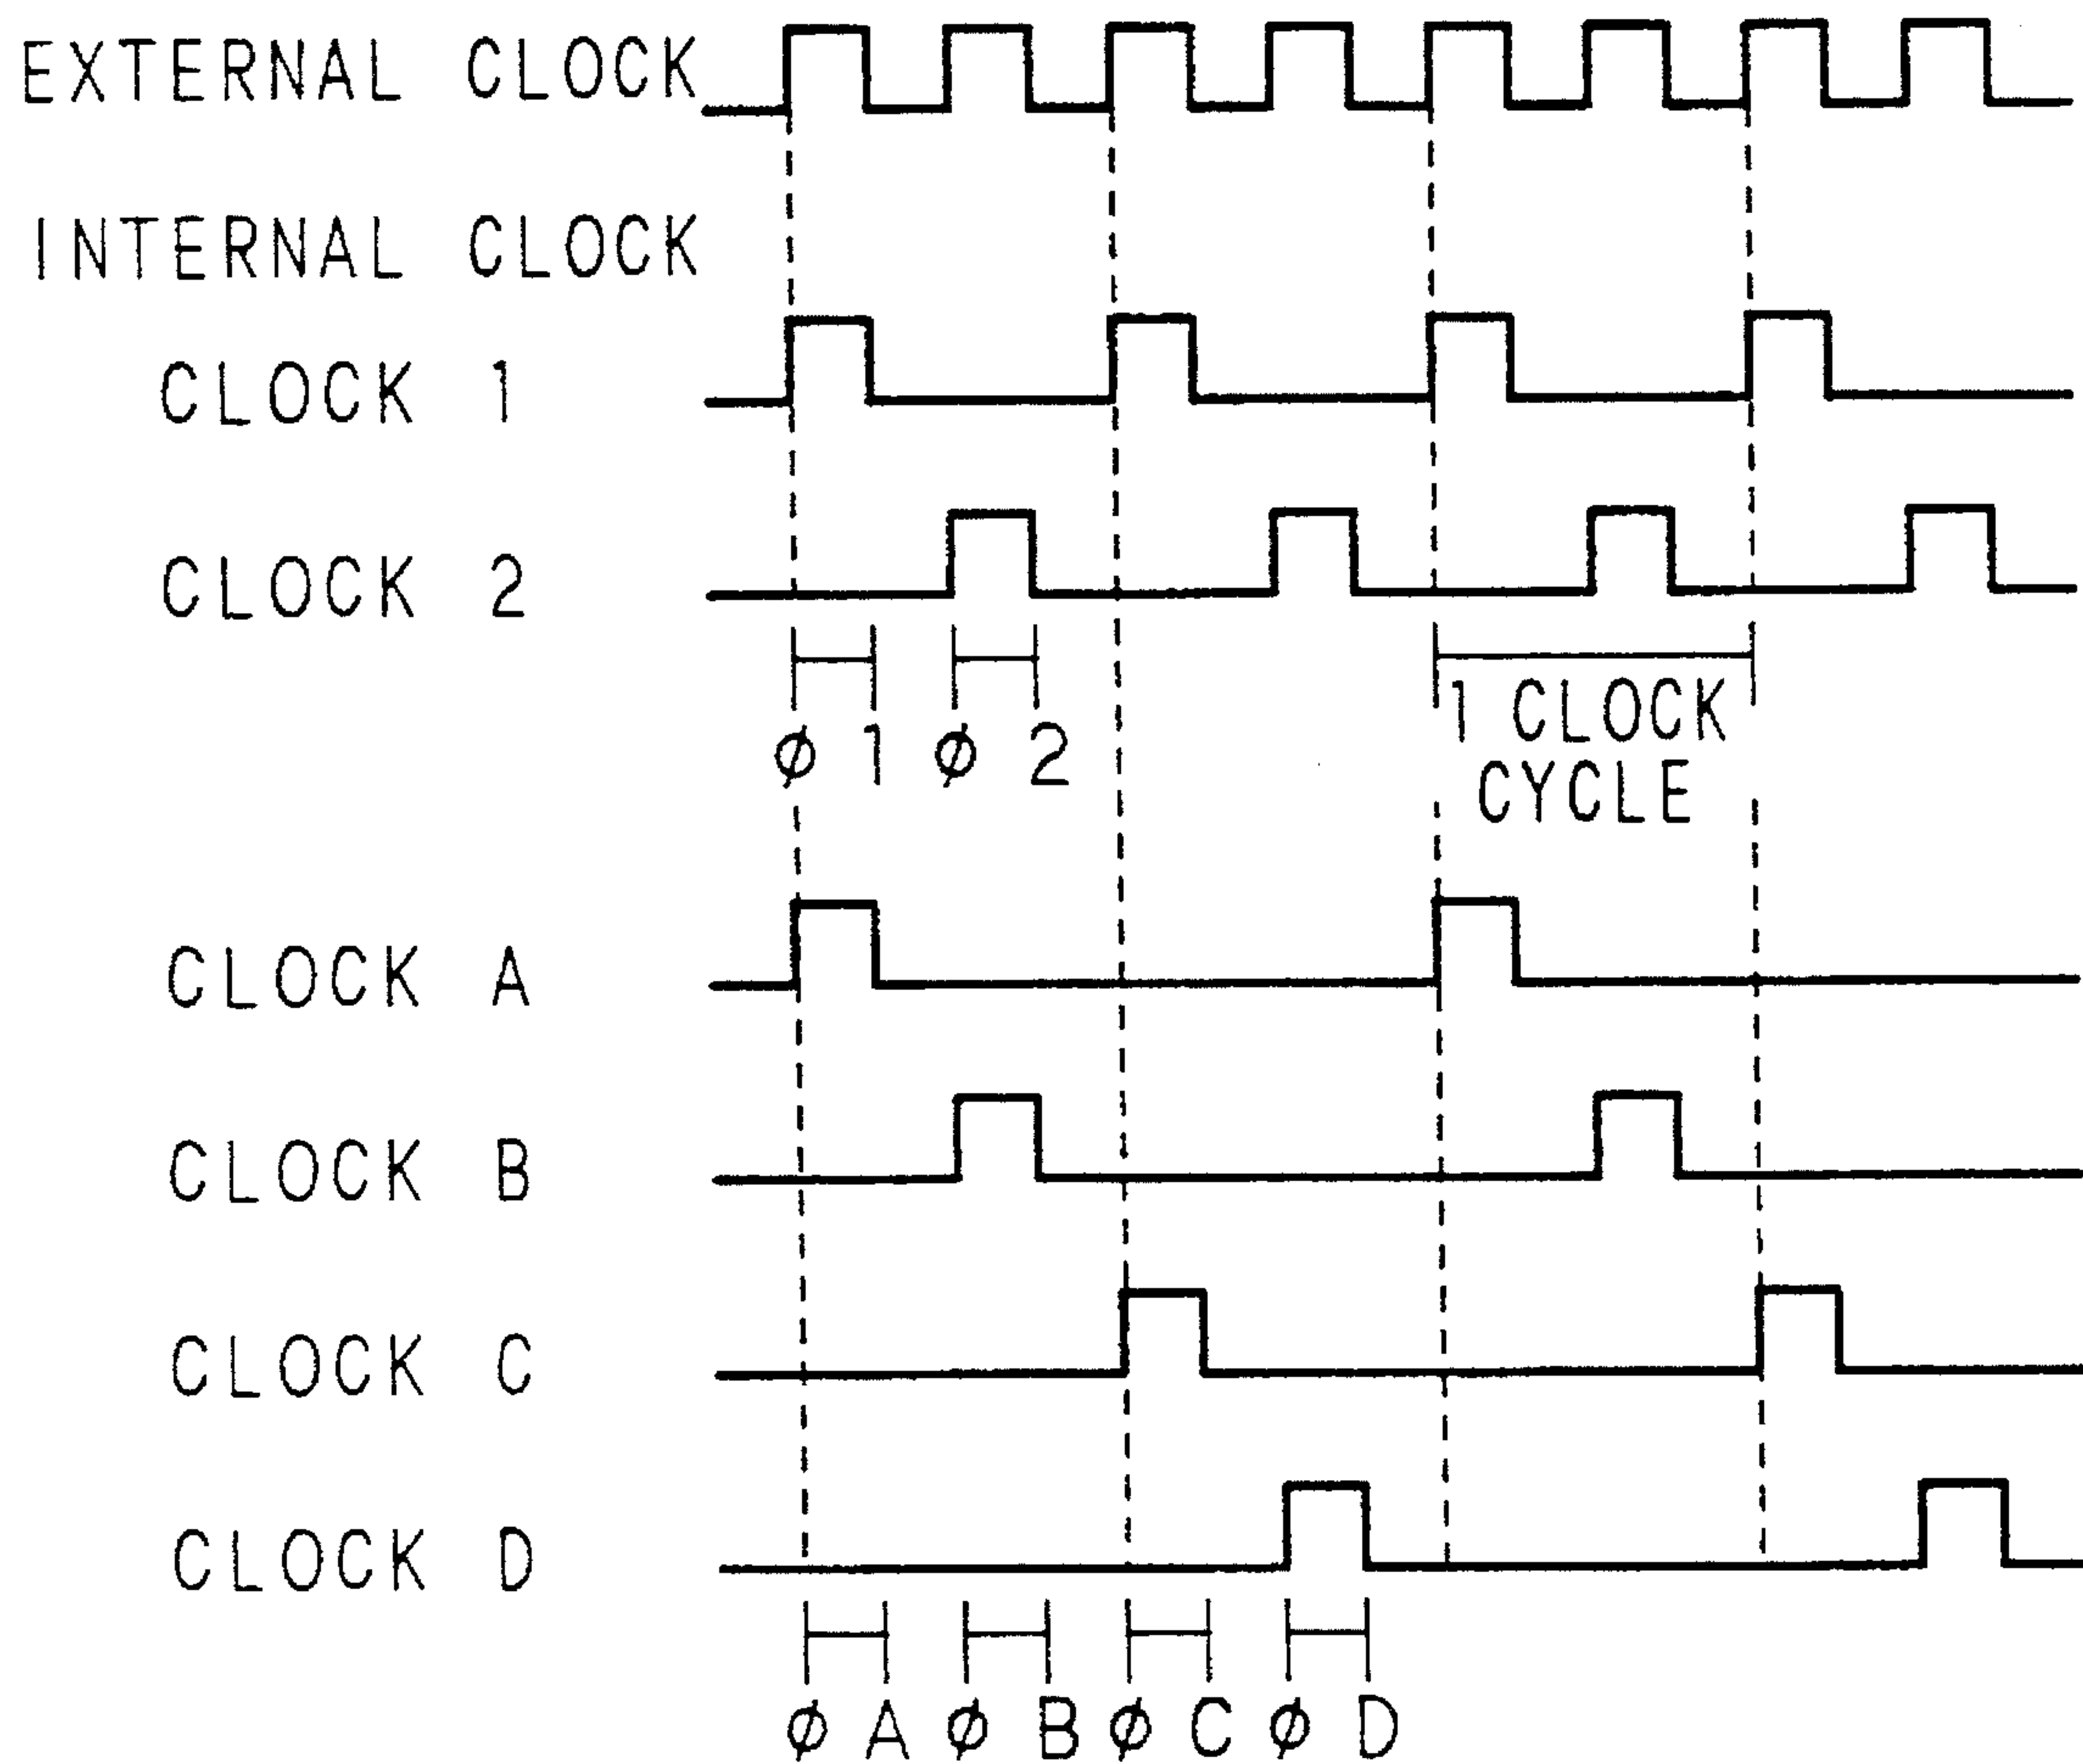 EXTERNAL CLOCK
INTERNAL CLOCK
CLOCK 1
CLOCK 2
ϕ 1 ϕ 2
1 CLOCK
CYCLE
CLOCK A
CLOCK B
CLOCK C
CLOCK D
ϕ A ϕ B ϕ C ϕ D